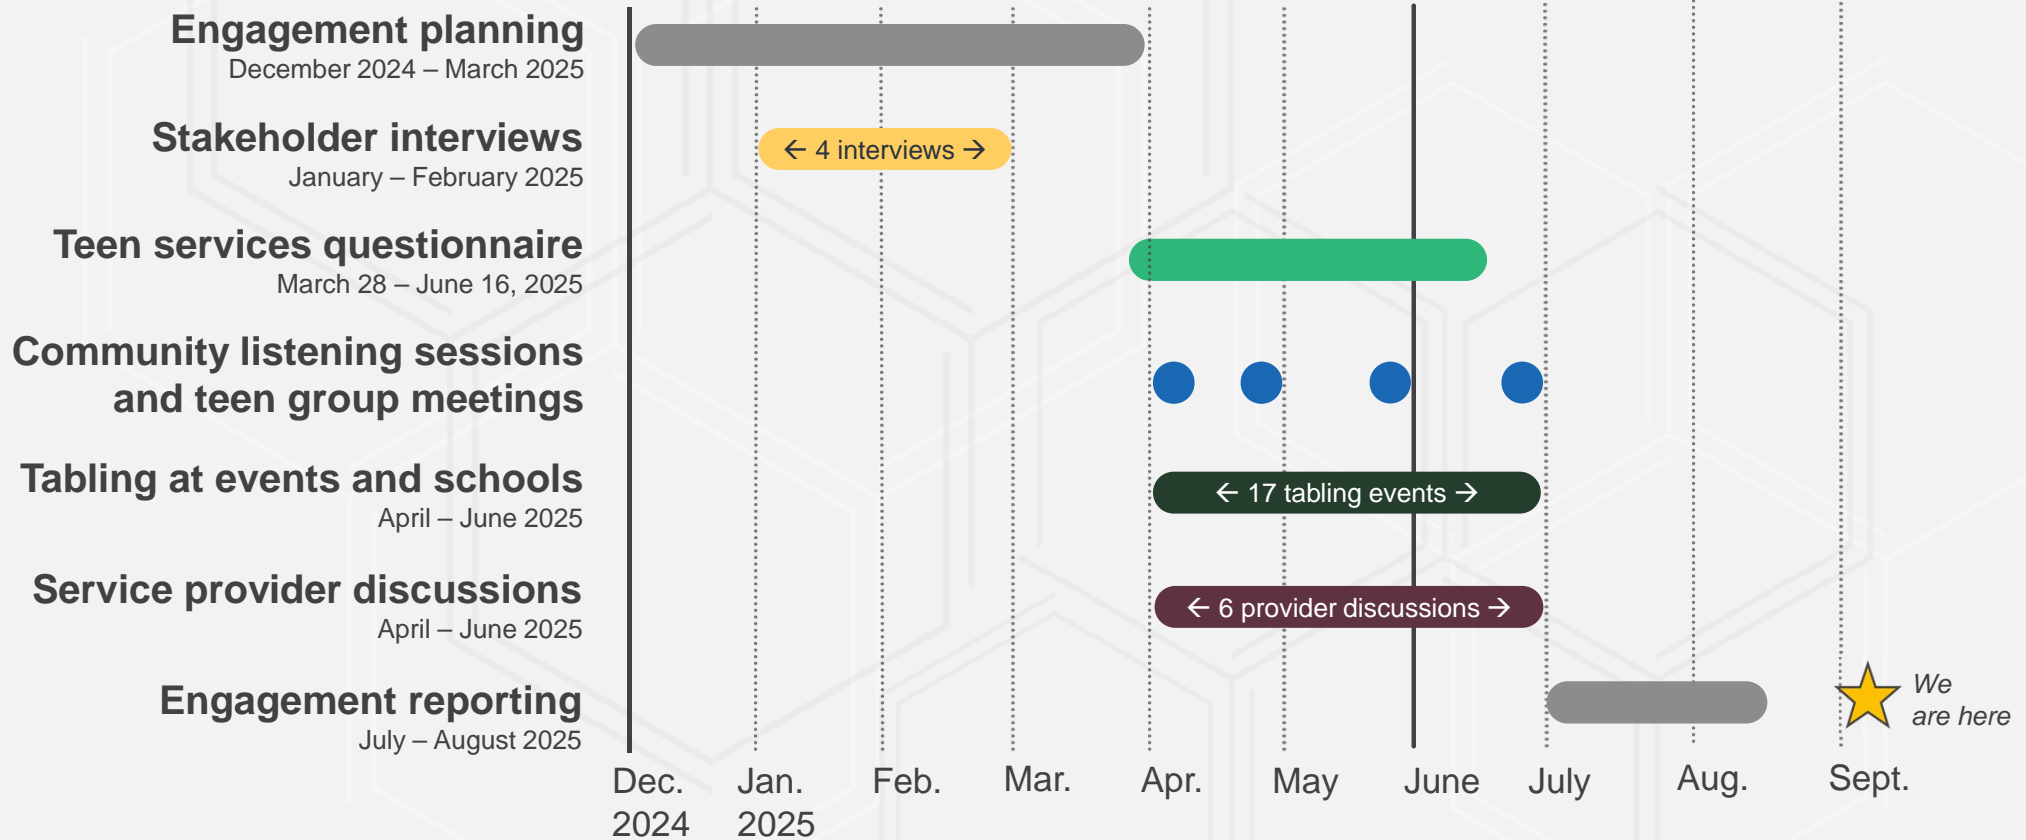 Engagement planning
December 2024 – March 2025
Stakeholder interviews
January – February 2025
← 4 interviews →
Teen services questionnaire
March 28 – June 16, 2025
Community listening sessions
and teen group meetings
Tabling at events and schools
April – June 2025
← 17 tabling events →
Service provider discussions
April – June 2025
← 6 provider discussions →
Engagement reporting
July – August 2025
We
are here
Dec.
2024
Jan.
2025
Feb.
Mar.
Apr.
May
June
July
Aug.
Sept.